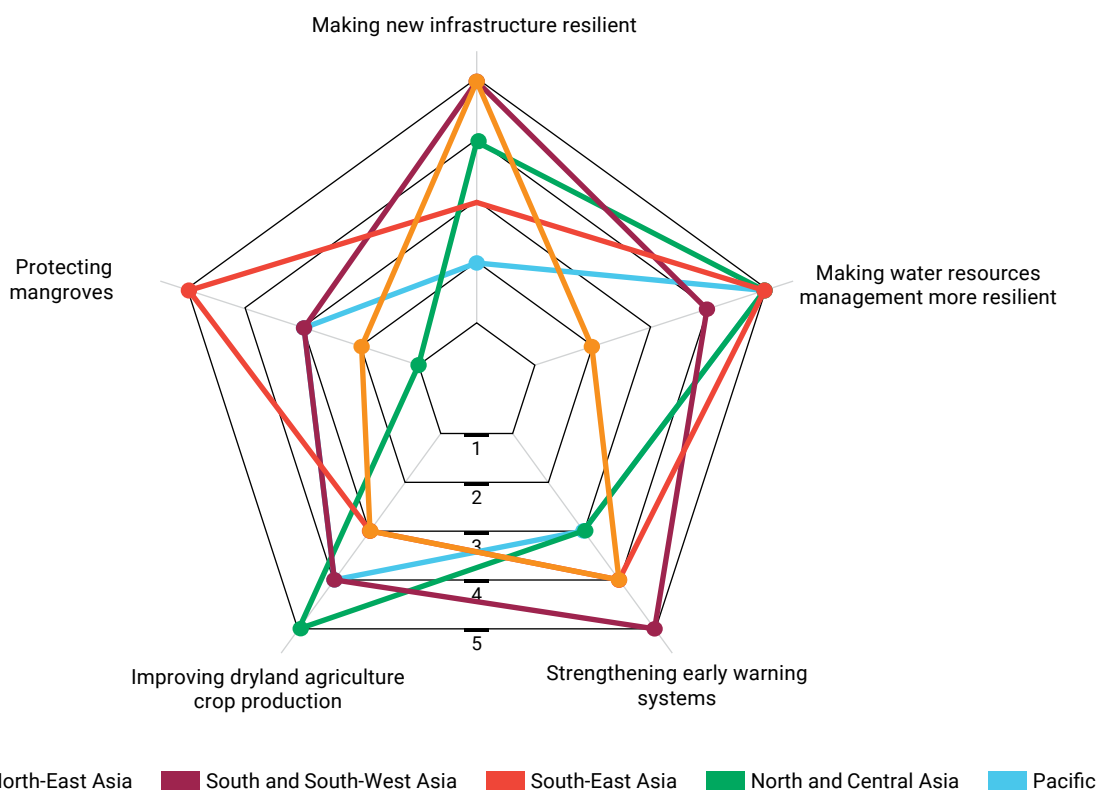 Making new infrastructure resilient
Protecting
mangroves
Making water resources
management more resilient
1
2
3
4
5
Improving dryland agriculture
crop production
Strengthening early warning
systems
North-East Asia
South and South-West Asia
South-East Asia
North and Central Asia
Pacific